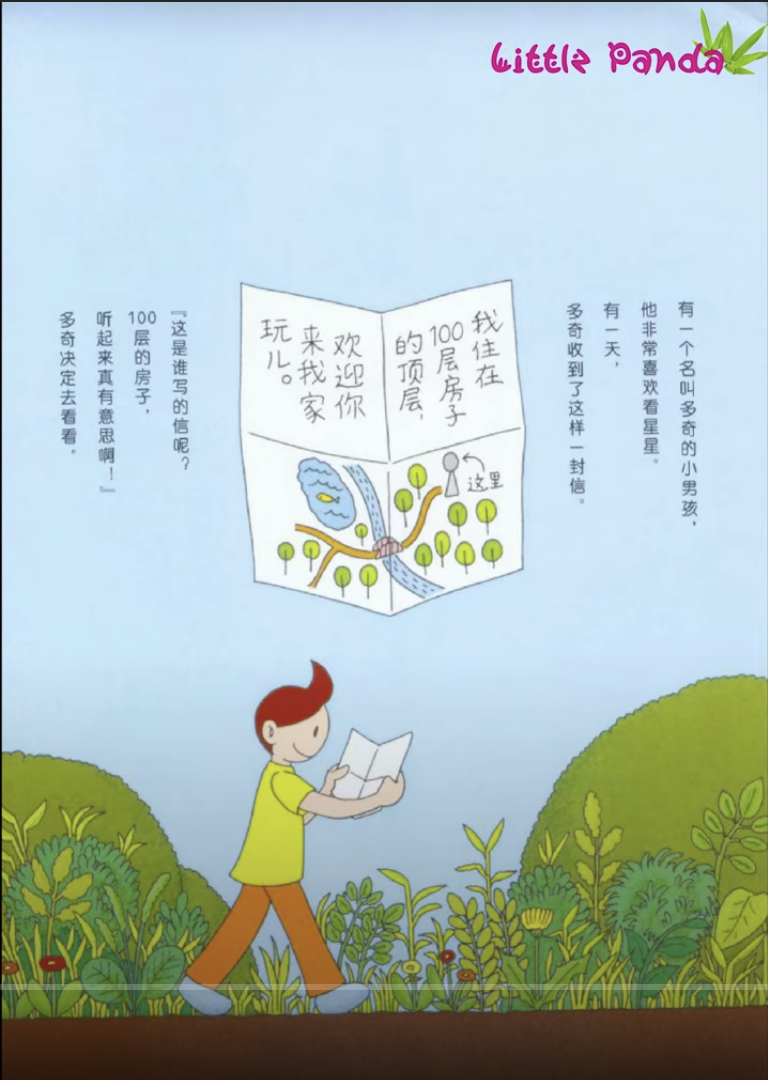 Little Panda
有一个名叫多奇的小男孩，
他非常喜欢看星星。
有一天，
多奇收到了这样一封信。
我住在
100层房子
的顶层，
欢迎你
来我家
玩儿。
这里
『这是谁写的信呢？
100层的房子，
听起来真有意思啊！』
多奇决定去看看。